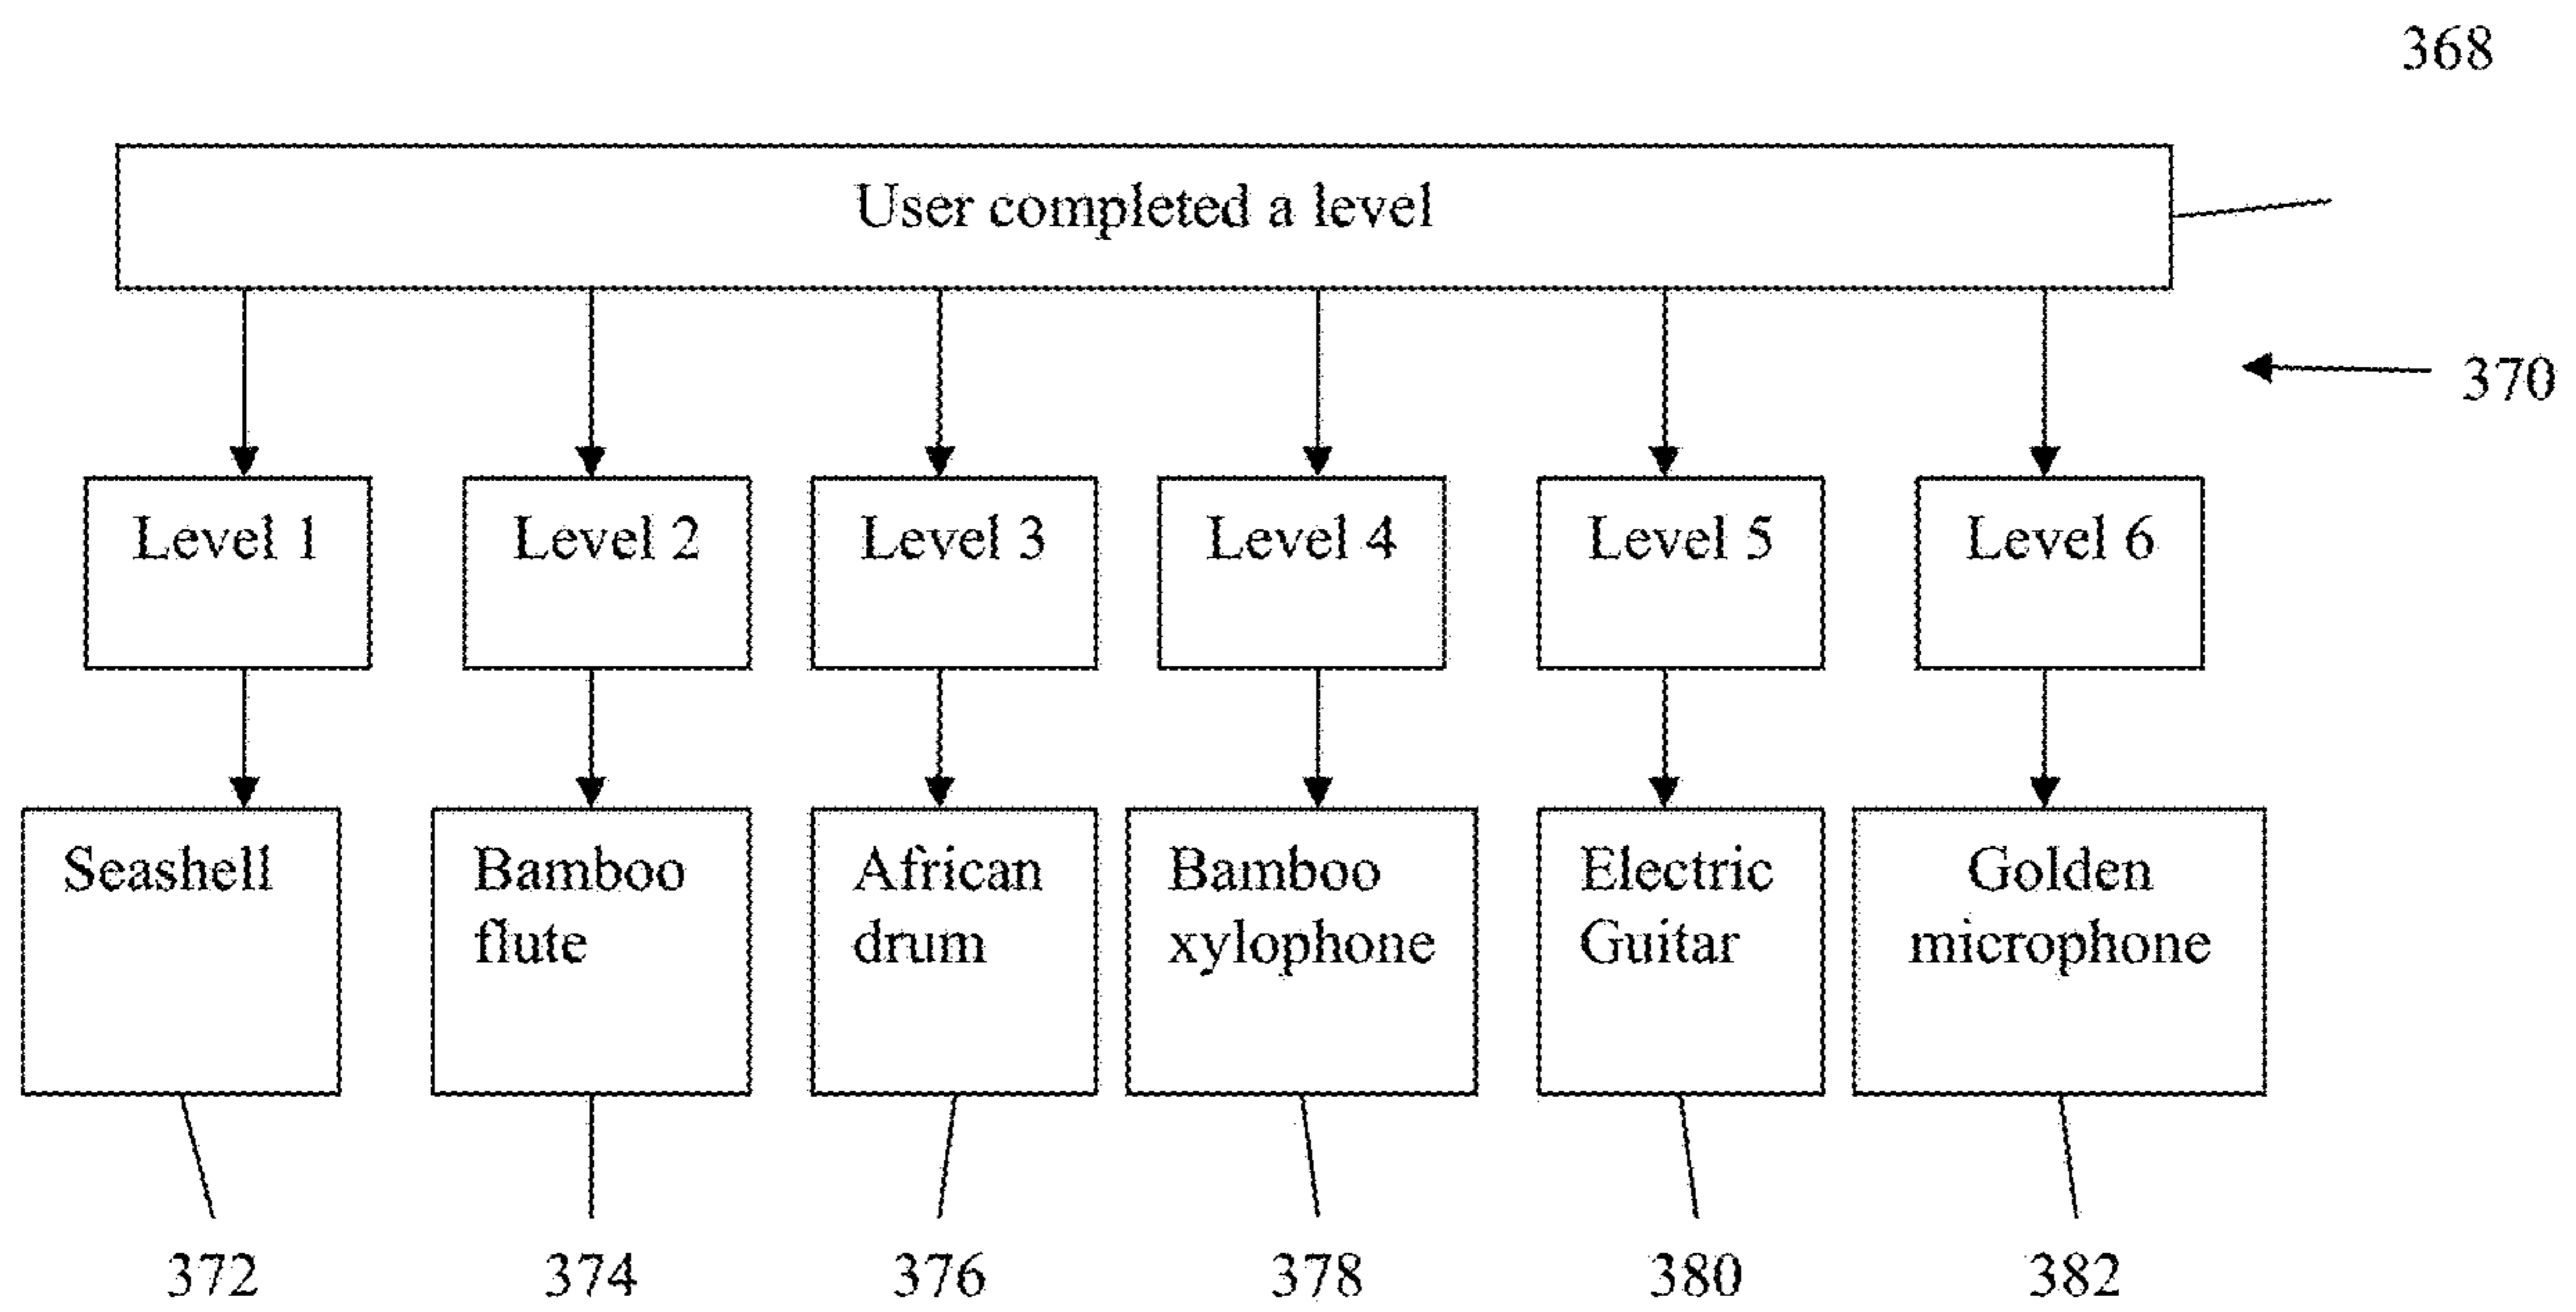 368
User completed a level
370
Level 1
Level 2
Level 3
Level 4
Level 5
Level 6
Seashell
Bamboo
flute
African
drum
Bamboo
xylophone
Electric
Guitar
Golden
microphone
372
374
376
378
380
382